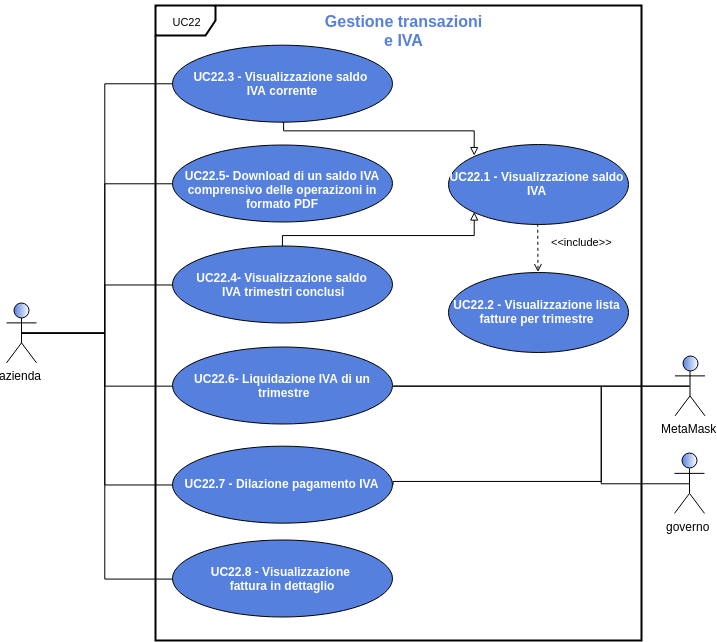 UC22
Gestione transazioni
e IVA
UC22.3 - Visualizzazione saldo
IVA corrente
UC22.5- Download di un saldo IVA
comprensivo delle operazizoni in
formato PDF
UC22.1 - Visualizzazione saldo
IVA
<<include>>
UC22.4- Visualizzazione saldo
IVA trimestri conclusi
UC22.2 - Visualizzazione lista
fatture per trimestre
azienda
UC22.6- Liquidazione IVA di un
trimestre
MetaMask
UC22.7 - Dilazione pagamento IVA
governo
UC22.8 - Visualizzazione
fattura in dettaglio